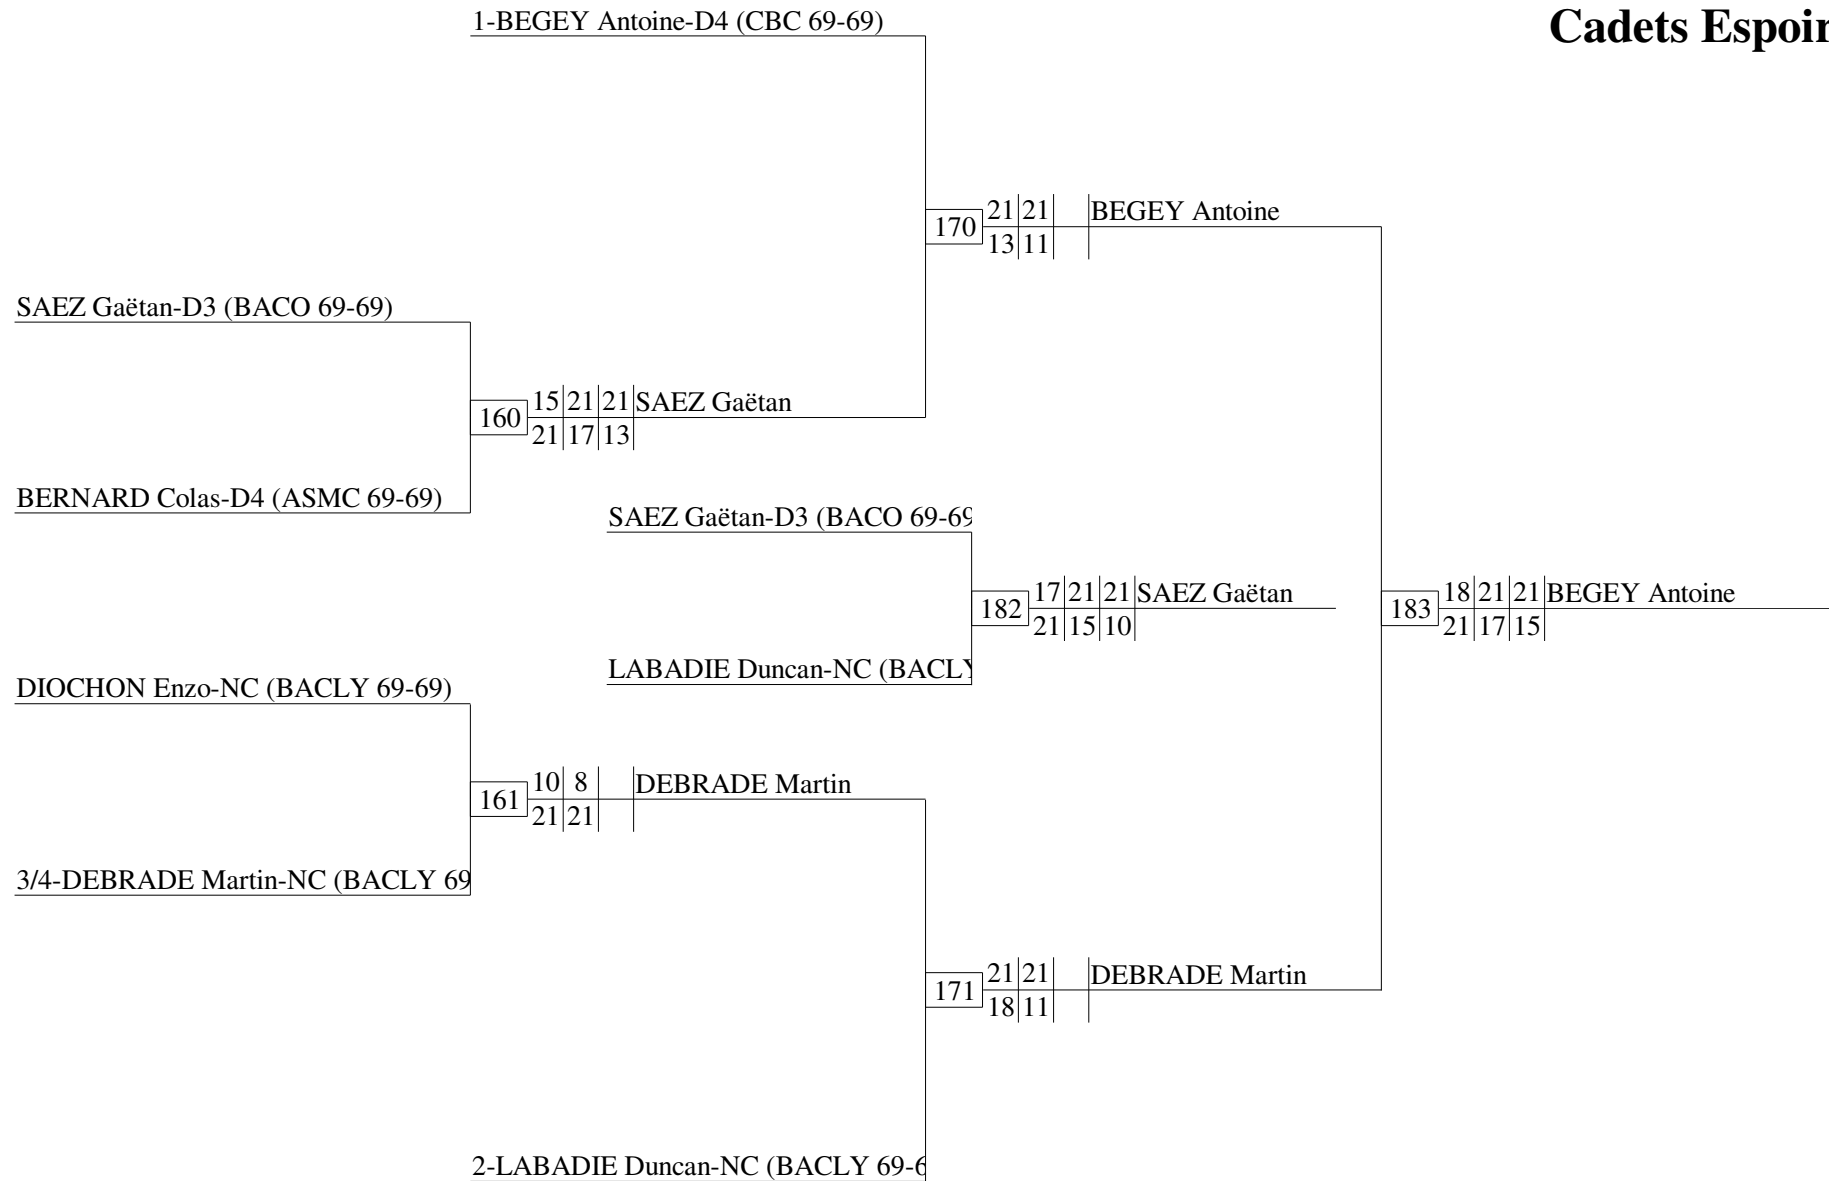 1-BEGEY Antoine-D4 (CBC 69-69)
Cadets Espoir
21 21 BEGEY Antoine
170
13 11
SAEZ Gaëtan-D3 (BACO 69-69)
15 21 21 SAEZ Gaëtan
160
21 17 13
BERNARD Colas-D4 (ASMC 69-69)
SAEZ Gaëtan-D3 (BACO 69-69
17 21 21 SAEZ Gaëtan
182
21 15 10
18 21 21 BEGEY Antoine
183
21 17 15
LABADIE Duncan-NC (BACLY
DIOCHON Enzo-NC (BACLY 69-69)
10 8 DEBRADE Martin
161
21 21
3/4-DEBRADE Martin-NC (BACLY 69
21 21 DEBRADE Martin
171
18 11
2-LABADIE Duncan-NC (BACLY 69-6